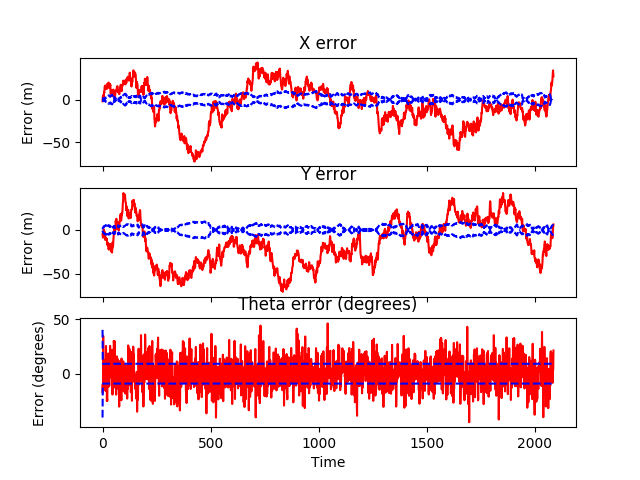 X error
Error (m)
0
−50
Y error
Error (m)
0
−50
Theta error (degrees)
Error (degrees)
50
0
0
500
1000
1500
2000
Time